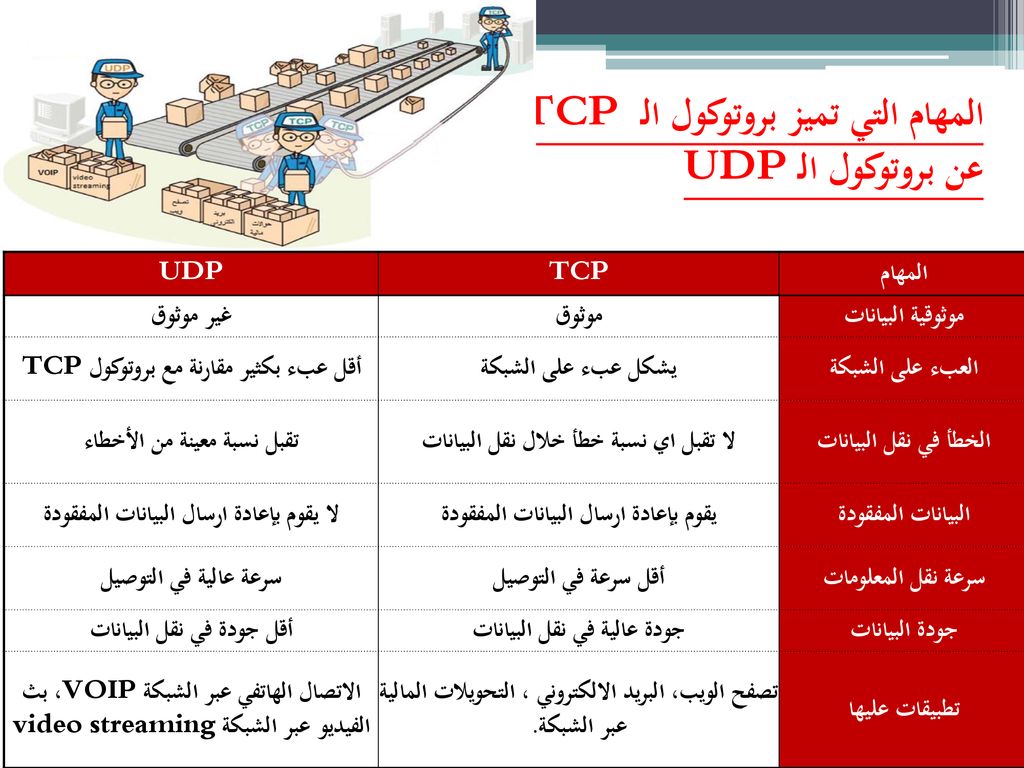 المهام التي تميز بروتوكول الـ TCP
عن بروتوكول الـ UDP
UDP
TCP
TCP
TCP
VOIP
video
streaming
تصفح
ويب
بريد
الكتروني
حوالات
مالية
المهام TCP UDP
موثوقية البيانات موثوق غير موثوق
العبء على الشبكة يشكل عبء على الشبكة أقل عبء بكثير مقارنة مع بروتوكول TCP
الخطأ في نقل البيانات لا تقبل اي نسبة خطأ خلال نقل البيانات تقبل نسبة معينة من الأخطاء
البيانات المفقودة يقوم بإعادة ارسال البيانات المفقودة لا يقوم بإعادة ارسال البيانات المفقودة
سرعة نقل المعلومات أقل سرعة في التوصيل سرعة عالية في التوصيل
جودة البيانات جودة عالية في نقل البيانات أقل جودة في نقل البيانات
تطبيقات عليها
تصفح الويب، البريد الالكتروني ، التحويلات المالية
عبر الشبكة.
الاتصال الهاتفي عبر الشبكة VOIP، بث
الفيديو عبر الشبكة video streaming